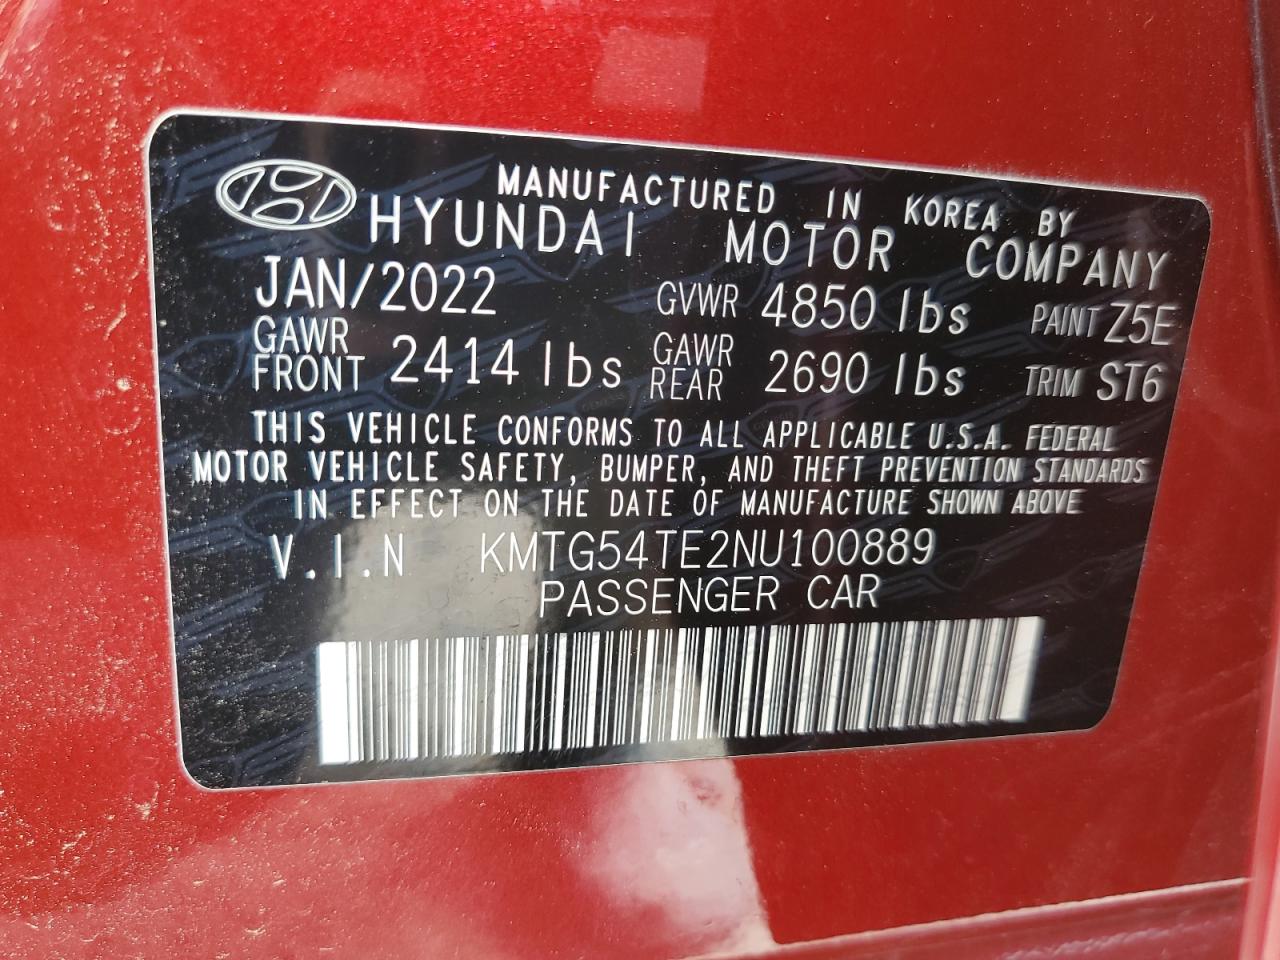 MANUFACTURED IN KOREA BY
HYUNDAI MOTOR COMPANY
JAN/2022 GVWR 4850 lbs PAINT Z5E
GAWR FRONT 2414 lbs GAWR REAR 2690 lbs TRIM ST6
THIS VEHICLE CONFORMS TO ALL APPLICABLE U.S.A. FEDERAL
MOTOR VEHICLE SAFETY, BUMPER, AND THEFT PREVENTION STANDARDS
IN EFFECT ON THE DATE OF MANUFACTURE SHOWN ABOVE
V.I.N KMTG54TE2NU100889
PASSENGER CAR